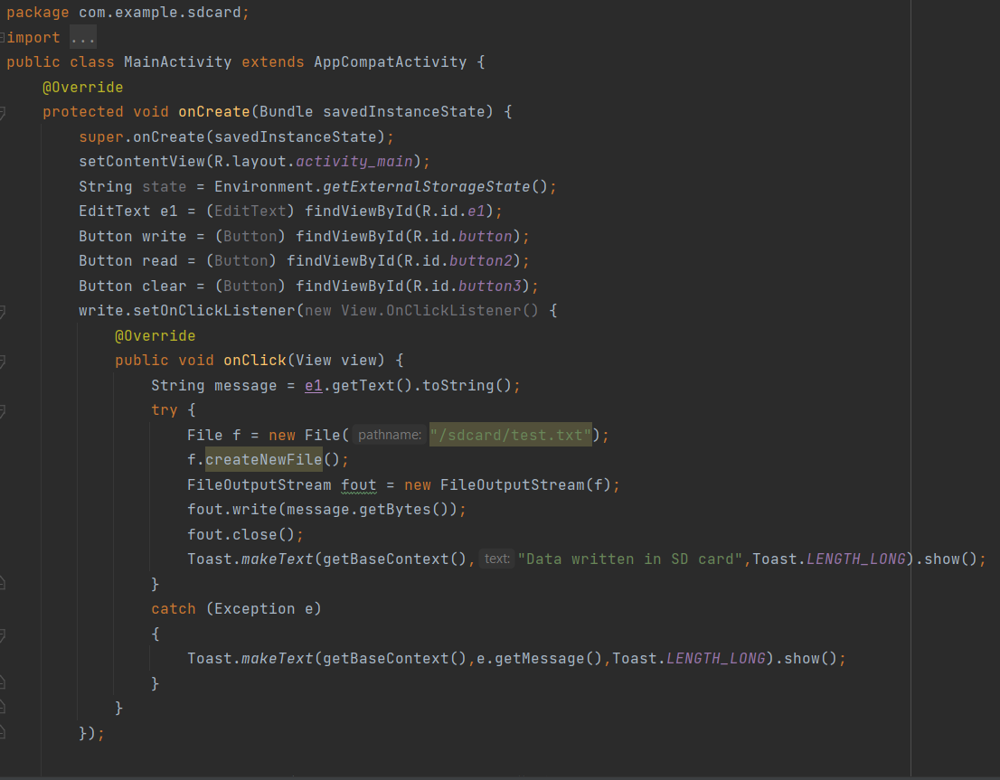 package com.example.sdcard;
import ...
public class MainActivity extends AppCompatActivity {
    @Override
    protected void onCreate(Bundle savedInstanceState) {
        super.onCreate(savedInstanceState);
        setContentView(R.layout.activity_main);
        String state = Environment.getExternalStorageState();
        EditText e1 = (EditText) findViewById(R.id.e1);
        Button write = (Button) findViewById(R.id.button);
        Button read = (Button) findViewById(R.id.button2);
        Button clear = (Button) findViewById(R.id.button3);
        write.setOnClickListener(new View.OnClickListener() {
            @Override
            public void onClick(View view) {
                String message = e1.getText().toString();
                try {
                    File f = new File( pathname: "/sdcard/test.txt");
                    f.createNewFile();
                    FileOutputStream fout = new FileOutputStream(f);
                    fout.write(message.getBytes());
                    fout.close();
                    Toast.makeText(getBaseContext(), text: "Data written in SD card",Toast.LENGTH_LONG).show();
                }
                catch (Exception e)
                {
                    Toast.makeText(getBaseContext(),e.getMessage(),Toast.LENGTH_LONG).show();
                }
            }
        });